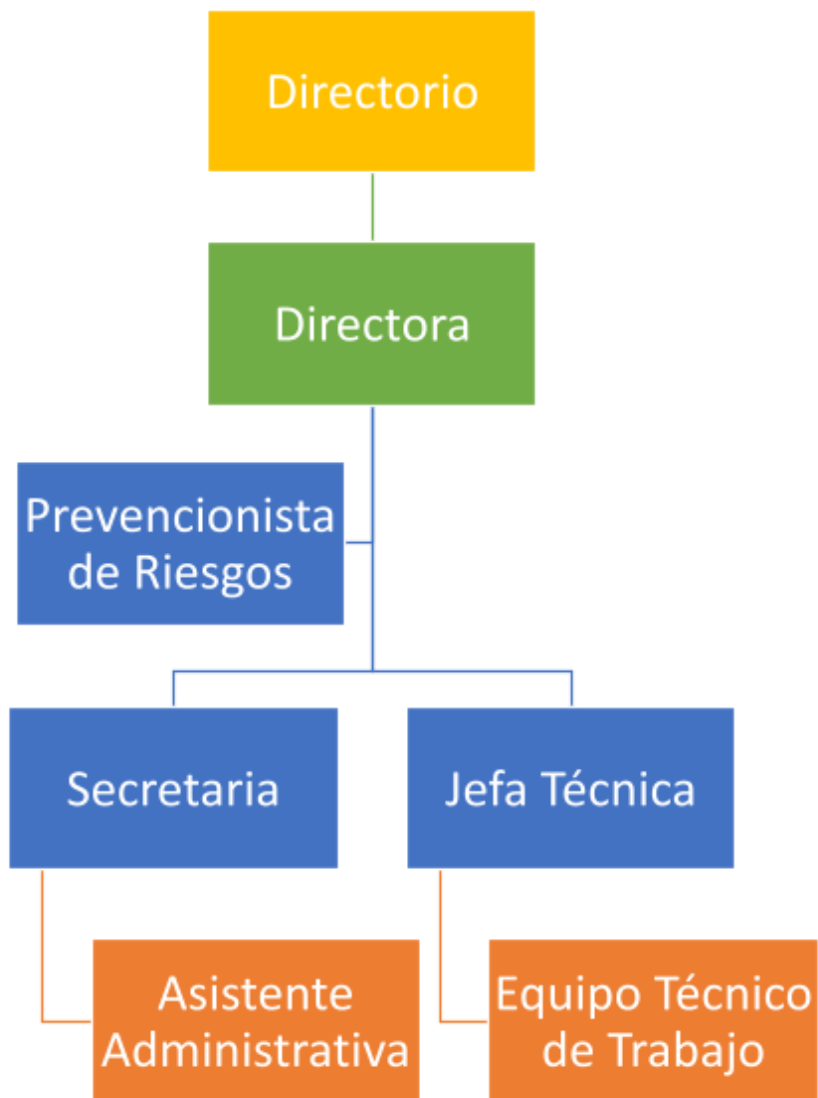 Directorio
Directora
Prevencionista
de Riesgos
Secretaria
Jefa Técnica
Asistente
Administrativa
Equipo Técnico
de Trabajo